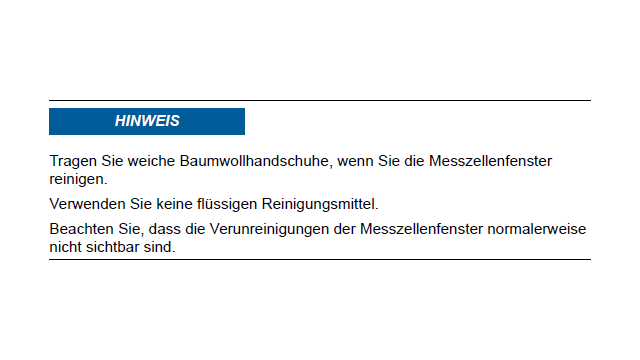 HINWEIS
Tragen Sie weiche Baumwollhandschuhe, wenn Sie die Messzellenfenster
reinigen.
Verwenden Sie keine flüssigen Reinigungsmittel.
Beachten Sie, dass die Verunreinigungen der Messzellenfenster normalerweise
nicht sichtbar sind.